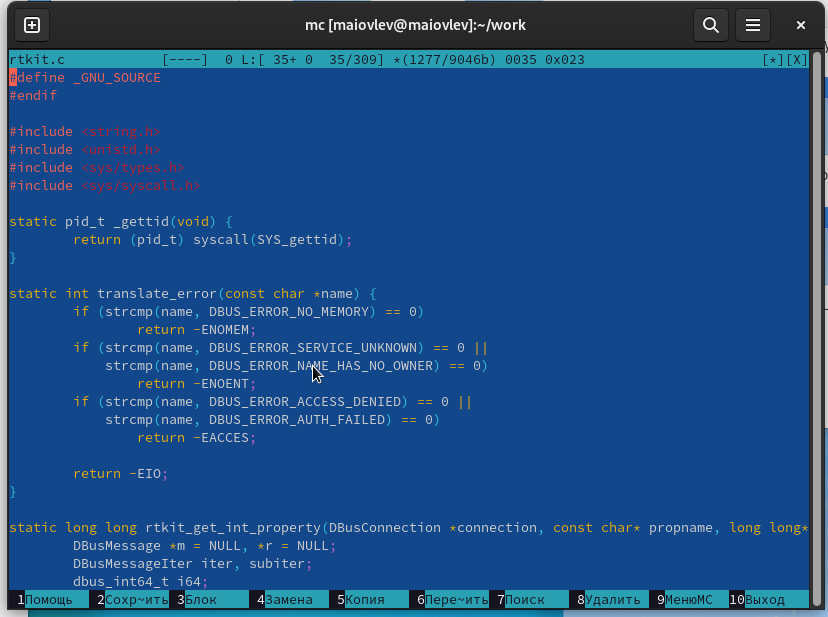 mc [maiovlev@maiovlev]:~/work
rtkit.c [----] 0 L:[ 35+ 0 35/309] *(1277/9046b) 0035 0x023 [*][X]
#define _GNU_SOURCE
#endif
#include <string.h>
#include <unistd.h>
#include <sys/types.h>
#include <sys/syscall.h>
static pid_t _gettid(void) {
return (pid_t) syscall(SYS_gettid);
}
static int translate_error(const char *name) {
if (strcmp(name, DBUS_ERROR_NO_MEMORY) == 0)
return -ENOMEM;
if (strcmp(name, DBUS_ERROR_SERVICE_UNKNOWN) == 0 ||
strcmp(name, DBUS_ERROR_NAME_HAS_NO_OWNER) == 0)
return -ENOENT;
if (strcmp(name, DBUS_ERROR_ACCESS_DENIED) == 0 ||
strcmp(name, DBUS_ERROR_AUTH_FAILED) == 0)
return -EACCES;
return -EIO;
}
static long long rtkit_get_int_property(DBusConnection *connection, const char* propname, long long*
DBusMessage *m = NULL, *r = NULL;
DBusMessageIter iter, subiter;
dbus_int64_t i64;
1Помощь 2Сохр~ить 3Блок 4Замена 5Копия 6Пере~ить 7Поиск 8Удалить 9МенюMC 10Выход